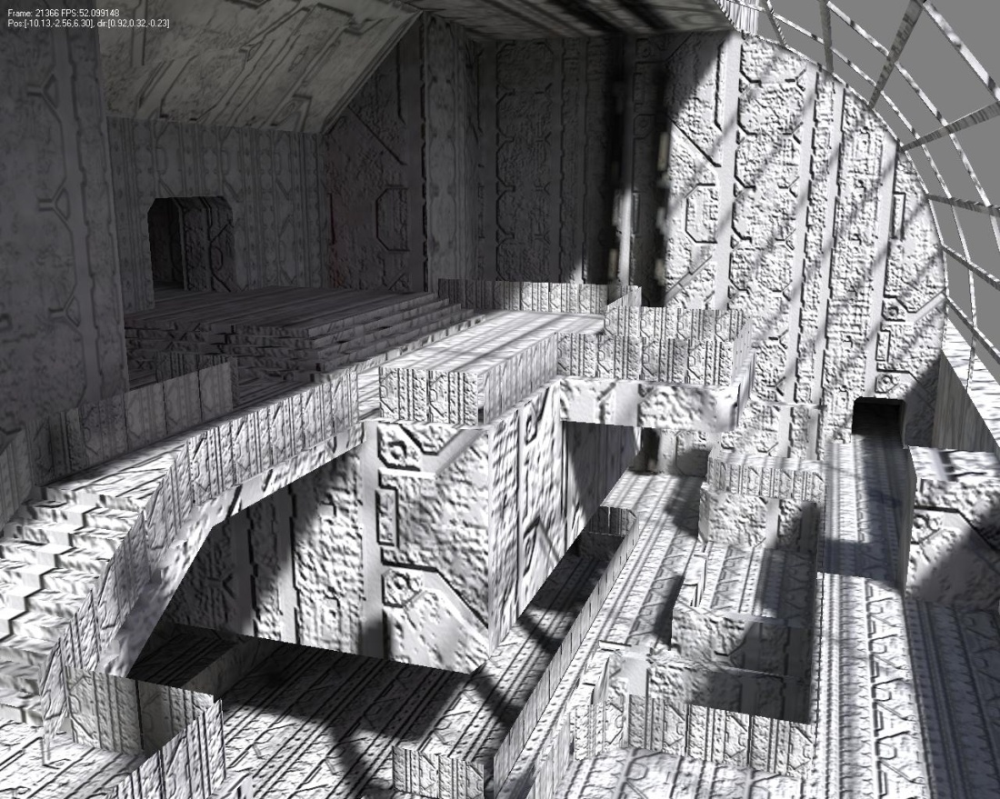 Frame: 21366 FPS:52.099148
Pos:[-10.13,-2.56,6.30], dir:[0.92,0.32,-0.23]